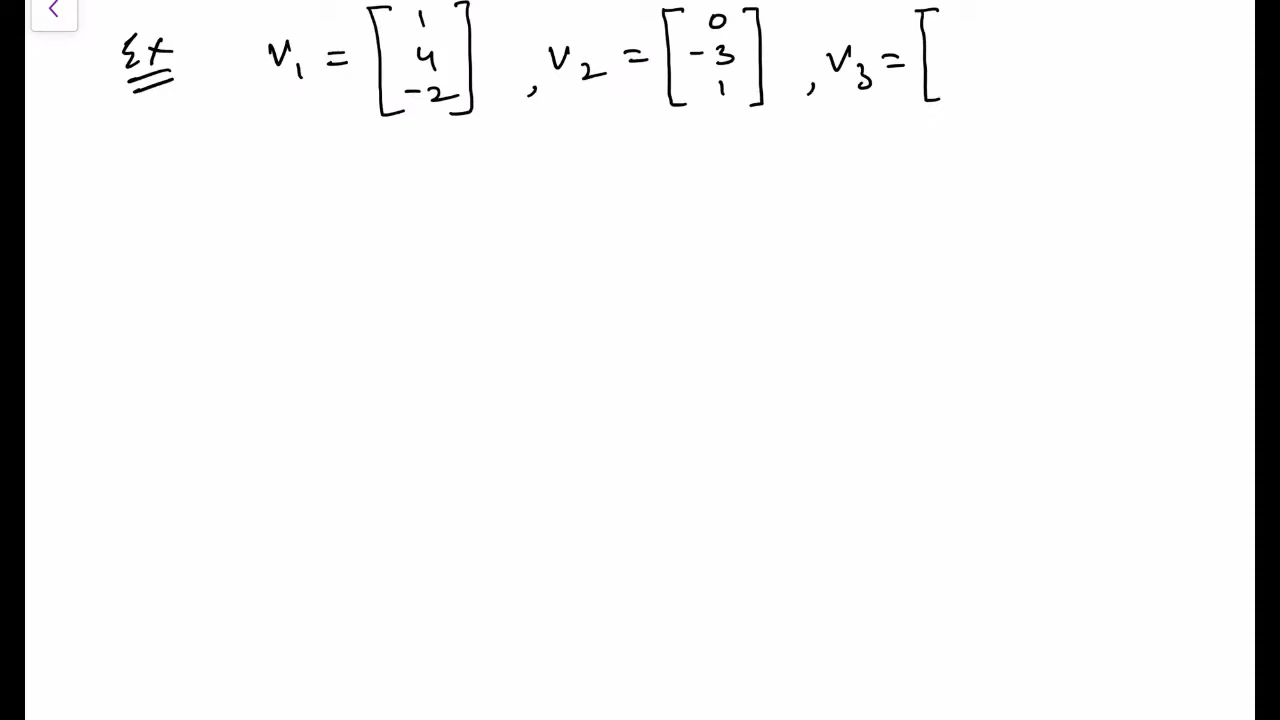 Ex v₁ = [1 4 -2] , v₂ = [0 -3 1] , v₃ = [